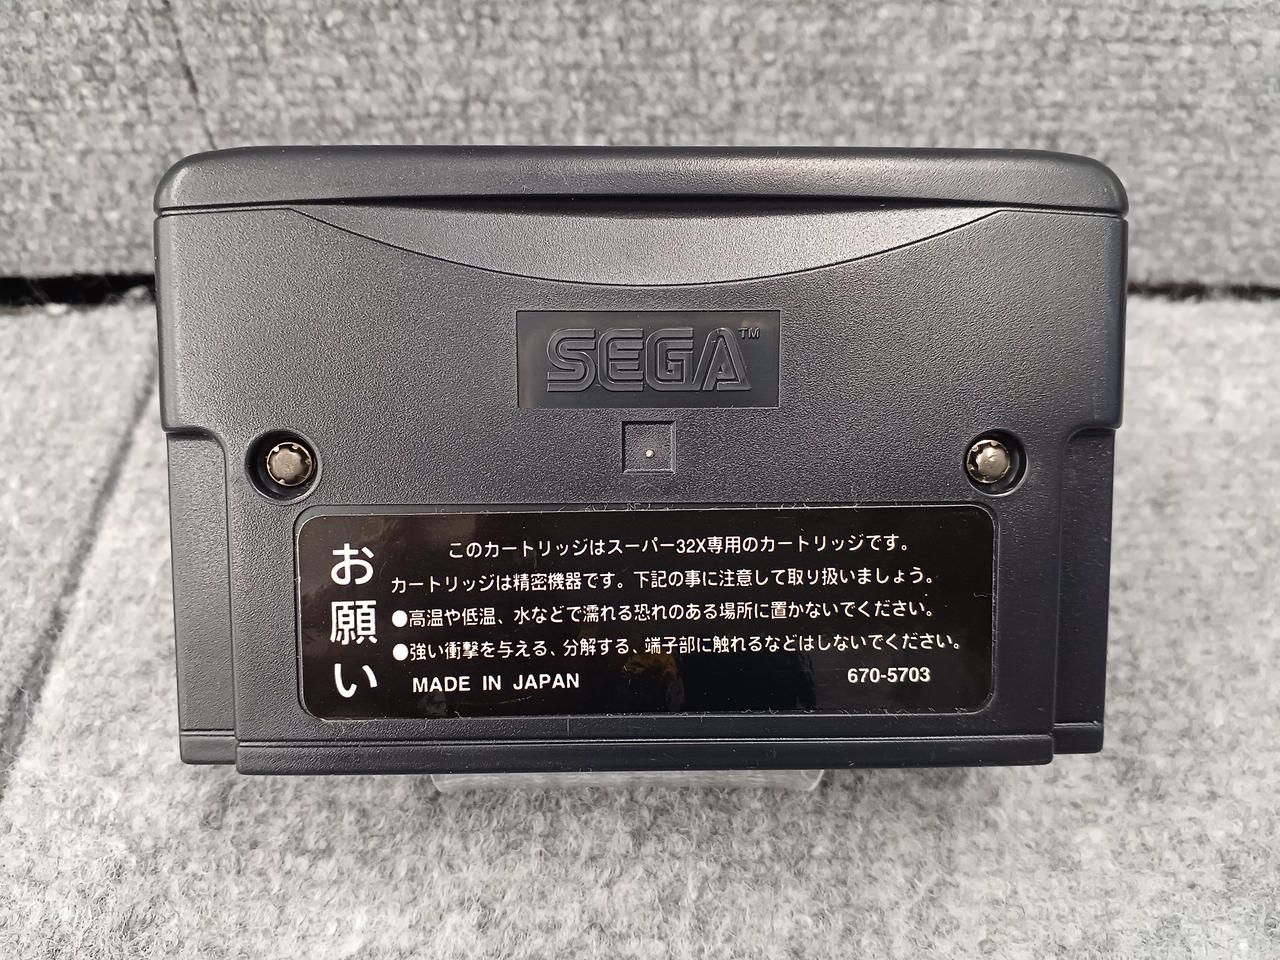 SEGA™
お願い
このカートリッジはスーパー32X専用のカートリッジです。
カートリッジは精密機器です。下記の事に注意して取り扱いましょう。
●高温や低温、水などで濡れる恐れのある場所に置かないでください。
●強い衝撃を与える、分解する、端子部に触れるなどはしないでください。
MADE IN JAPAN 670-5703